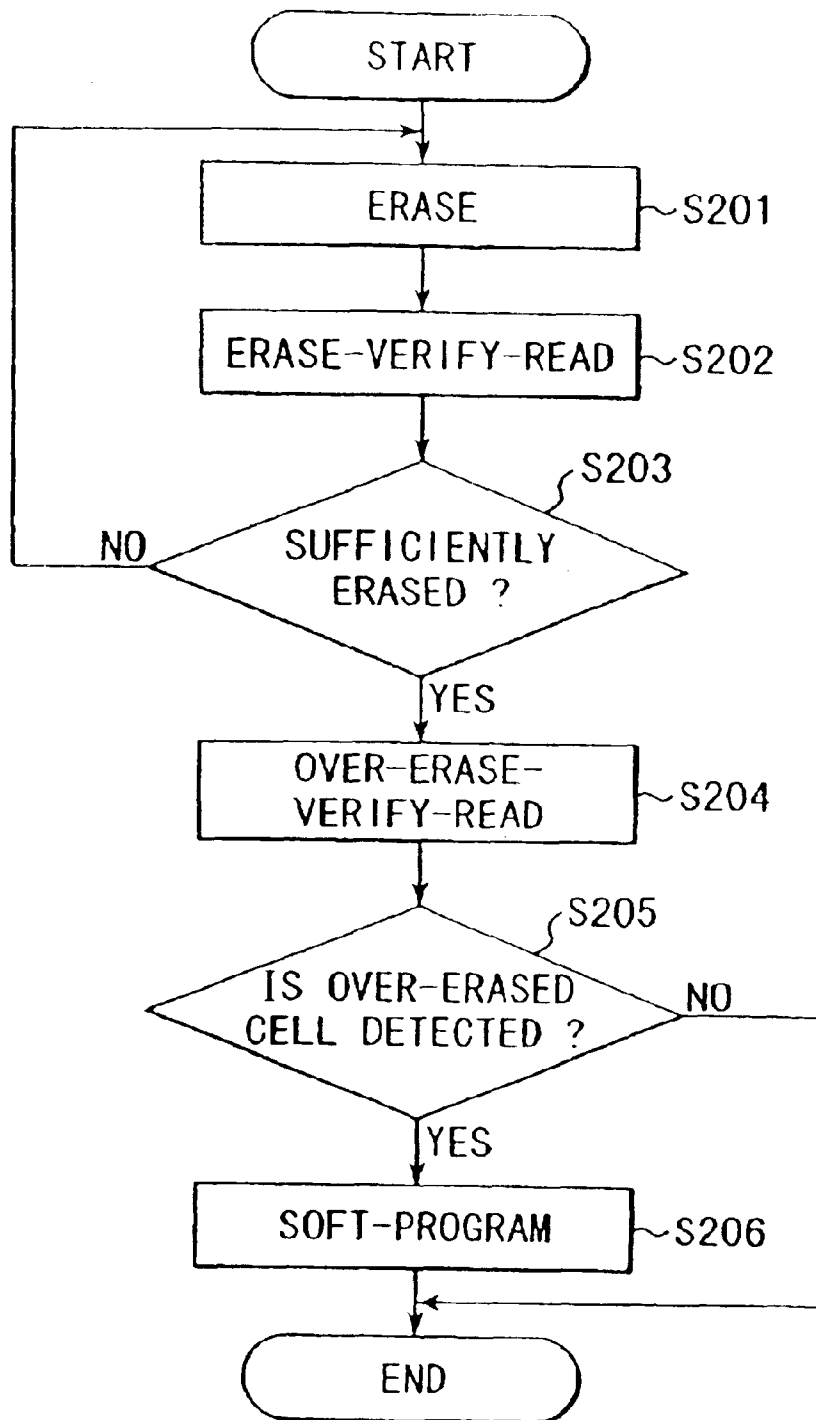 START
ERASE
S201
ERASE-VERIFY-READ
S202
S203
SUFFICIENTLY
ERASED ?
NO
YES
OVER-ERASE-
VERIFY-READ
S204
S205
IS OVER-ERASED
CELL DETECTED ?
NO
YES
SOFT-PROGRAM
S206
END